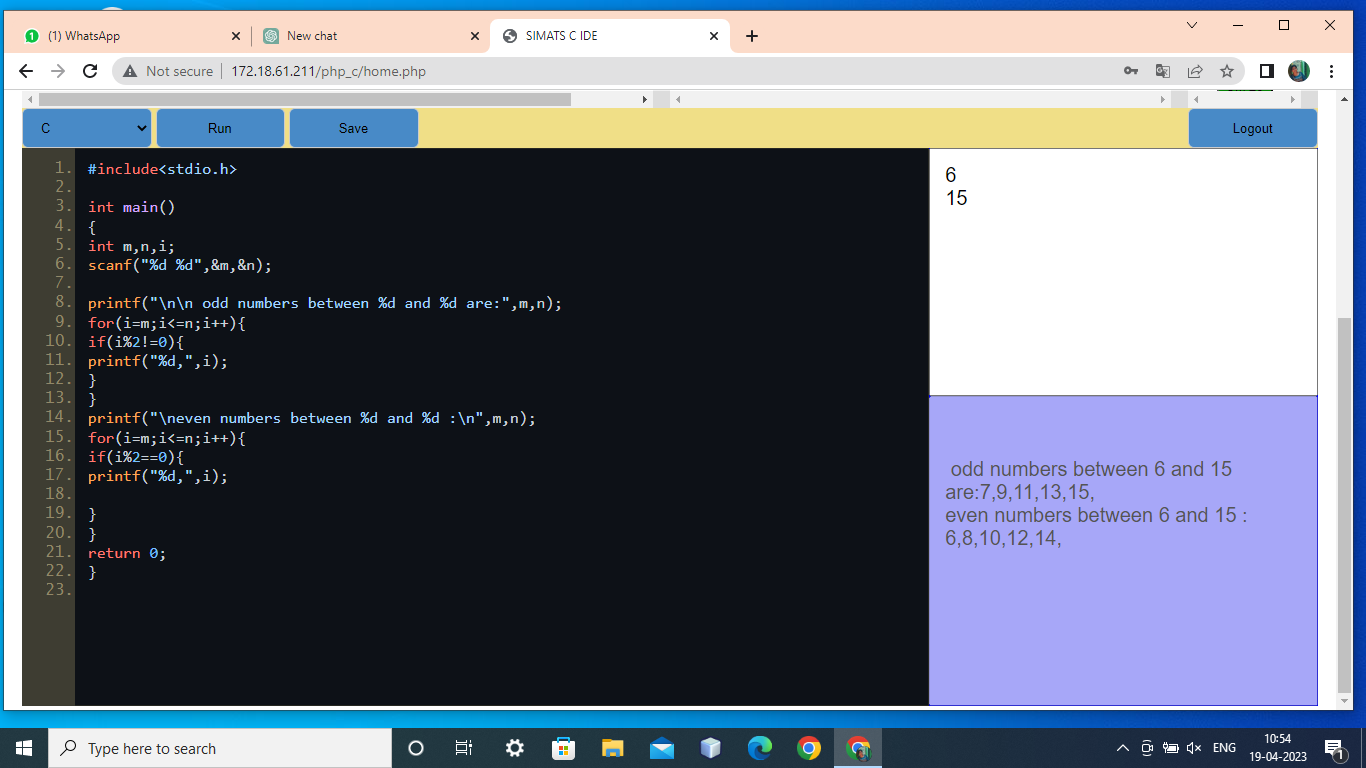 (1) WhatsApp
New chat
SIMATS C IDE
Not secure
172.18.61.211/php_c/home.php
C
Run
Save
Logout
1. #include<stdio.h>
2.
3. int main()
4. {
5. int m,n,i;
6. scanf("%d %d",&m,&n);
7.
8. printf("\n\n odd numbers between %d and %d are:",m,n);
9. for(i=m;i<=n;i++){
10. if(i%2!=0){
11. printf("%d,",i);
12. }
13. }
14. printf("\neven numbers between %d and %d :\n",m,n);
15. for(i=m;i<=n;i++){
16. if(i%2==0){
17. printf("%d,",i);
18.
19. }
20. }
21. return 0;
22. }
23.
6
15
odd numbers between 6 and 15
are:7,9,11,13,15,
even numbers between 6 and 15 :
6,8,10,12,14,
Type here to search
ENG
10:54
19-04-2023
1